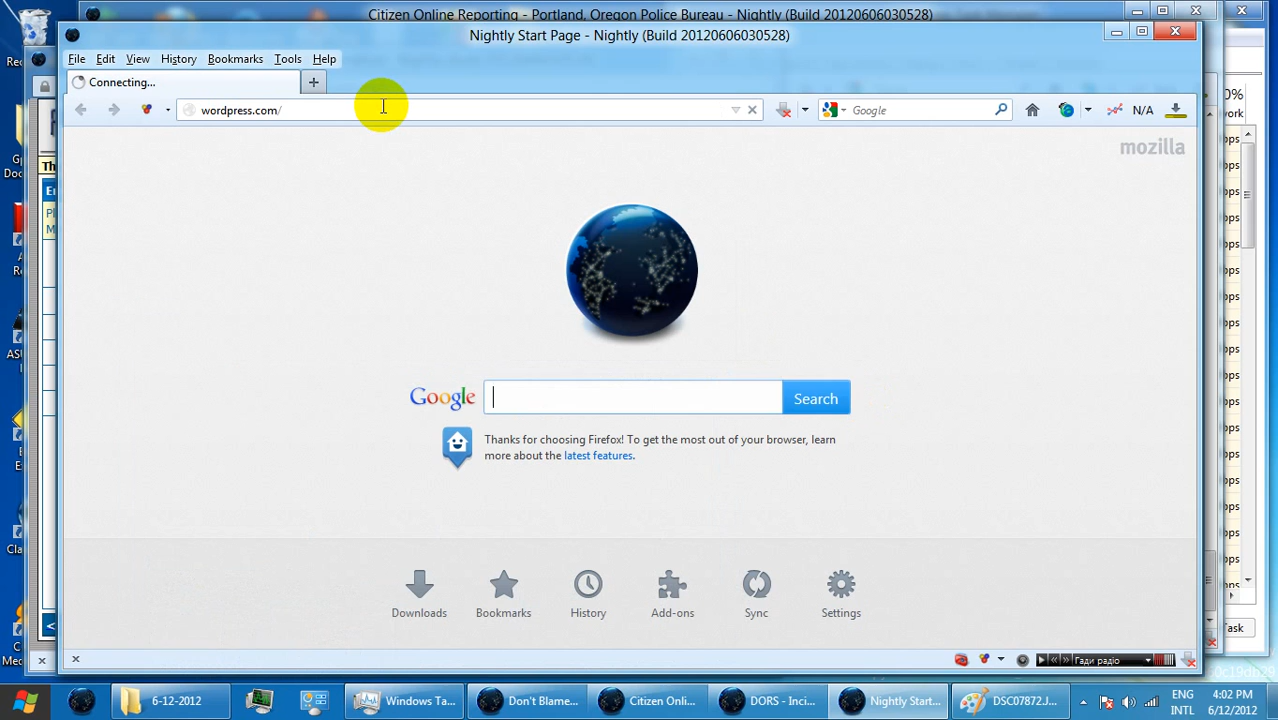 Citizen Online Reporting - Portland, Oregon Police Bureau - Nightly (Build 20120606030528)
Nightly Start Page - Nightly (Build 20120606030528)
File Edit View History Bookmarks Tools Help
Connecting...
wordpress.com/
Google
N/A
mozilla
Google
Search
Thanks for choosing Firefox! To get the most out of your browser, learn
more about the latest features.
Downloads
Bookmarks
History
Add-ons
Sync
Settings
Гади радіо
6-12-2012
Windows Ta...
Don't Blame...
Citizen Onli...
DORS - Inci...
Nightly Start...
DSC07872.J...
ENG
INTL
4:02 PM
6/12/2012